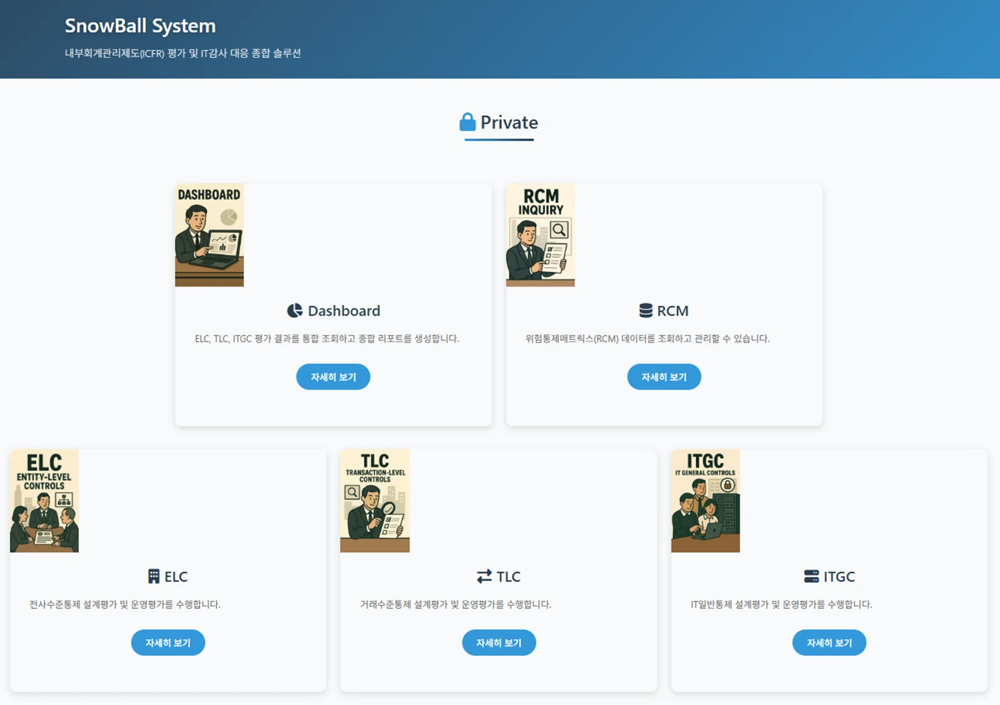 SnowBall System
내부회계관리제도(ICFR) 평가 및 IT감사 대응 종합 솔루션
Private
DASHBOARD
Dashboard
ELC, TLC, ITGC 평가 결과를 통합 조회하고 종합 리포트를 생성합니다.
자세히 보기
RCM
INQUIRY
RCM
위험통제매트릭스(RCM) 데이터를 조회하고 관리할 수 있습니다.
자세히 보기
ELC
ENTITY-LEVEL
CONTROLS
ELC
전사수준통제 설계평가 및 운영평가를 수행합니다.
자세히 보기
TLC
TRANSACTION-LEVEL
CONTROLS
TLC
거래수준통제 설계평가 및 운영평가를 수행합니다.
자세히 보기
ITGC
IT GENERAL CONTROLS
ITGC
IT일반통제 설계평가 및 운영평가를 수행합니다.
자세히 보기